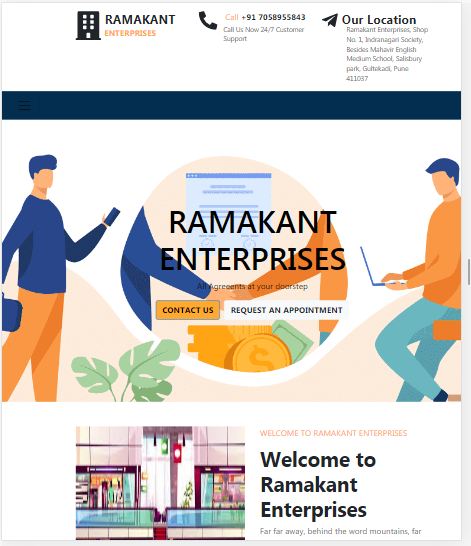 RAMAKANT
ENTERPRISES
Call +91 7058955843
Call Us Now 24/7 Customer
Support
Our Location
Ramakant Enterprises, Shop
No. 1, Indranagari Society,
Besides Mahavir English
Medium School, Salisbury
park, Gultekadi, Pune
411037
RAMAKANT
ENTERPRISES
All Agreeents at your doorstep
CONTACT US
REQUEST AN APPOINTMENT
WELCOME TO RAMAKANT ENTERPRISES
Welcome to
Ramakant
Enterprises
Far far away, behind the word mountains, far